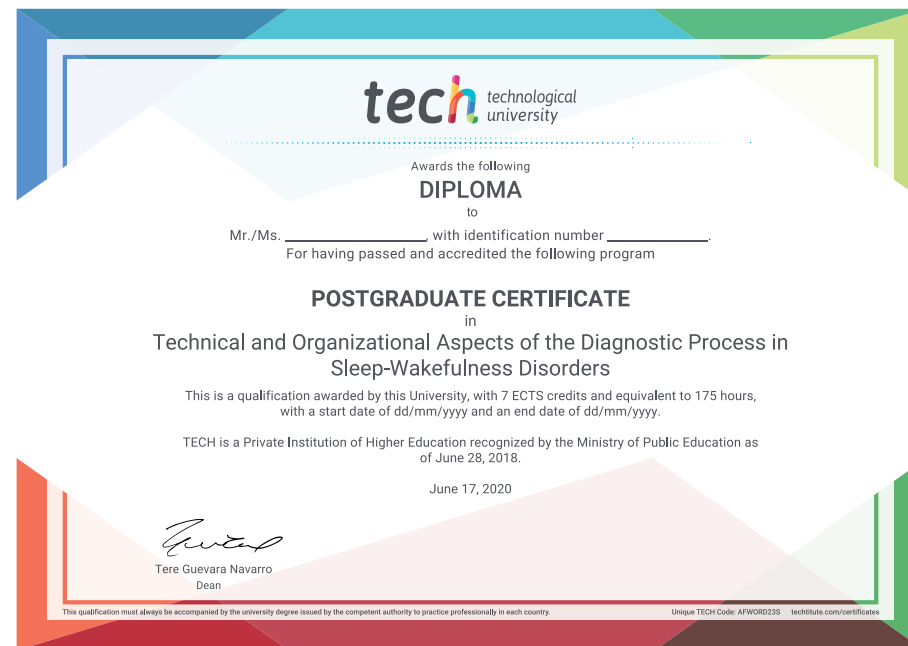 tech technological
university
Awards the following
DIPLOMA
to
Mr./Ms. ____________________, with identification number ______________.
For having passed and accredited the following program
POSTGRADUATE CERTIFICATE
in
Technical and Organizational Aspects of the Diagnostic Process in
Sleep-Wakefulness Disorders
This is a qualification awarded by this University, with 7 ECTS credits and equivalent to 175 hours,
with a start date of dd/mm/yyyy and an end date of dd/mm/yyyy.
TECH is a Private Institution of Higher Education recognized by the Ministry of Public Education as
of June 28, 2018.
June 17, 2020
Tere Guevara Navarro
Dean
This qualification must always be accompanied by the university degree issued by the competent authority to practice professionally in each country.
Unique TECH Code: AFWORD23S techtitute.com/certificates